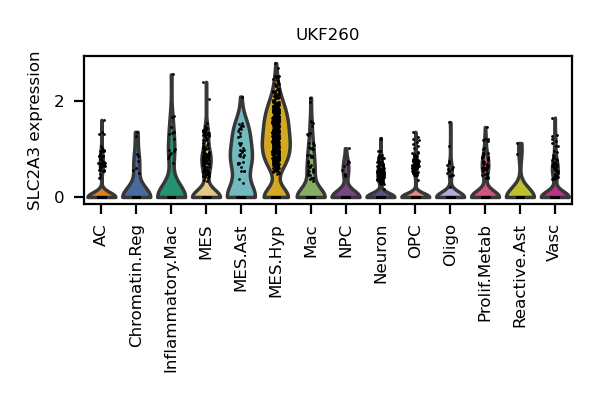 UKF260
SLC2A3 expression
2
0
AC
Chromatin.Reg
Inflammatory.Mac
MES
MES.Ast
MES.Hyp
Mac
NPC
Neuron
OPC
Oligo
Prolif.Metab
Reactive.Ast
Vasc